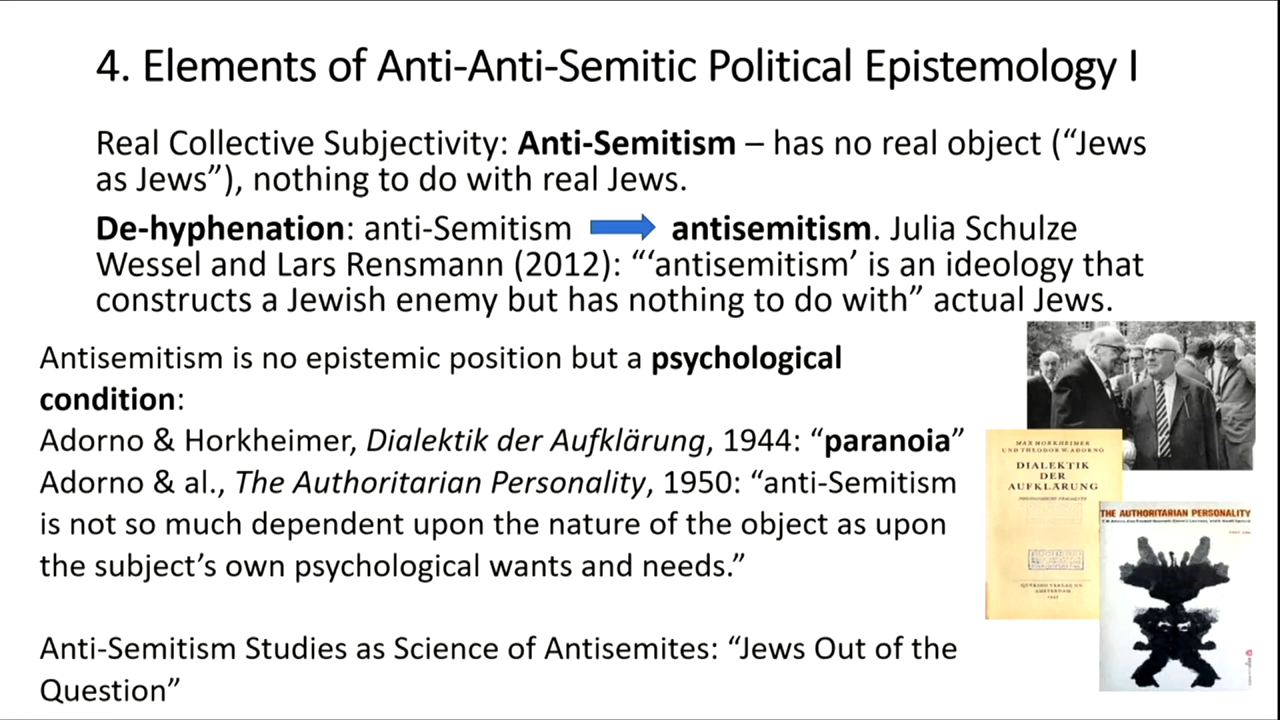 4. Elements of Anti-Anti-Semitic Political Epistemology I
Real Collective Subjectivity: Anti-Semitism – has no real object (“Jews
as Jews”), nothing to do with real Jews.
De-hyphenation: anti-Semitism antisemitism. Julia Schulze
Wessel and Lars Rensmann (2012): “‘antisemitism’ is an ideology that
constructs a Jewish enemy but has nothing to do with” actual Jews.
Antisemitism is no epistemic position but a psychological
condition:
Adorno & Horkheimer, Dialektik der Aufklärung, 1944: “paranoia”
Adorno & al., The Authoritarian Personality, 1950: “anti-Semitism
is not so much dependent upon the nature of the object as upon
the subject’s own psychological wants and needs.”
Anti-Semitism Studies as Science of Antisemites: “Jews Out of the
Question”
MAX HORKHEIMER
UND THEODOR W. ADORNO
DIALEKTIK
DER
AUFKLÄRUNG
PHILOSOPHISCHE FRAGMENTE
QUERIDO VERLAG NV
AMSTERDAM
1947
THE AUTHORITARIAN PERSONALITY